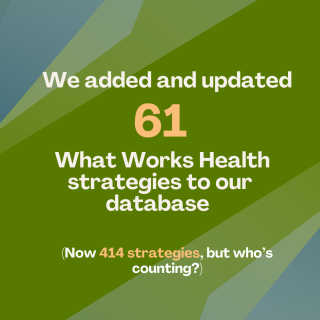 We added and updated
61
What Works Health
strategies to our
database
(Now 414 strategies, but who's
counting?)